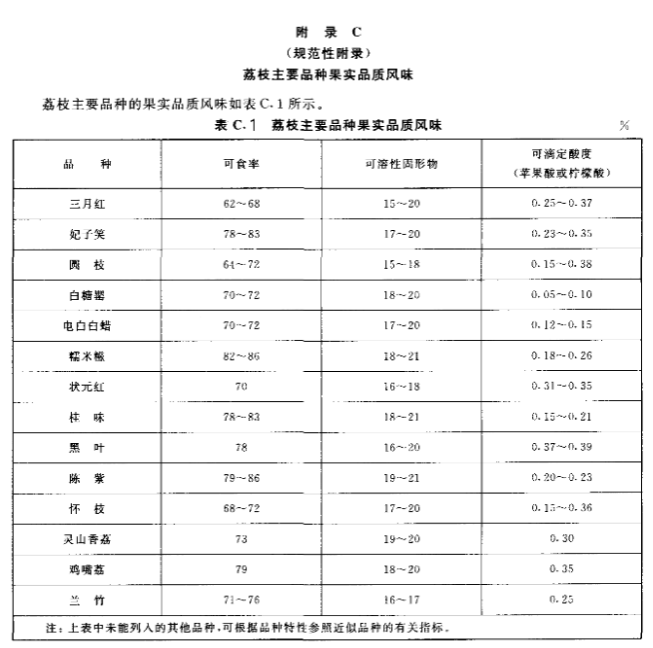 附 录 C
（规范性附录）
荔枝主要品种果实品质风味
荔枝主要品种的果实品质风味如表C.1所示。
表 C.1 荔枝主要品种果实品质风味 %
品 种 可食率 可溶性固形物 可滴定酸度
（苹果酸或柠檬酸）
三月红 62～68 15～20 0.25～0.37
妃子笑 78～83 17～20 0.23～0.35
圆 枝 64～72 15～18 0.15～0.38
白糖罂 70～72 18～20 0.05～0.10
电白白蜡 70～72 17～20 0.12～0.15
糯米糍 82～86 18～21 0.18～0.26
状元红 70 16～18 0.31～0.35
桂 味 78～83 18～21 0.15～0.21
黑 叶 78 16～20 0.37～0.39
陈 紫 79～86 19～21 0.20～0.23
怀 枝 68～72 17～20 0.15～0.36
灵山香荔 73 19～20 0.30
鸡嘴荔 79 18～20 0.35
兰 竹 71～76 16～17 0.25
注：上表中未能列入的其他品种，可根据品种特性参照近似品种的有关指标。